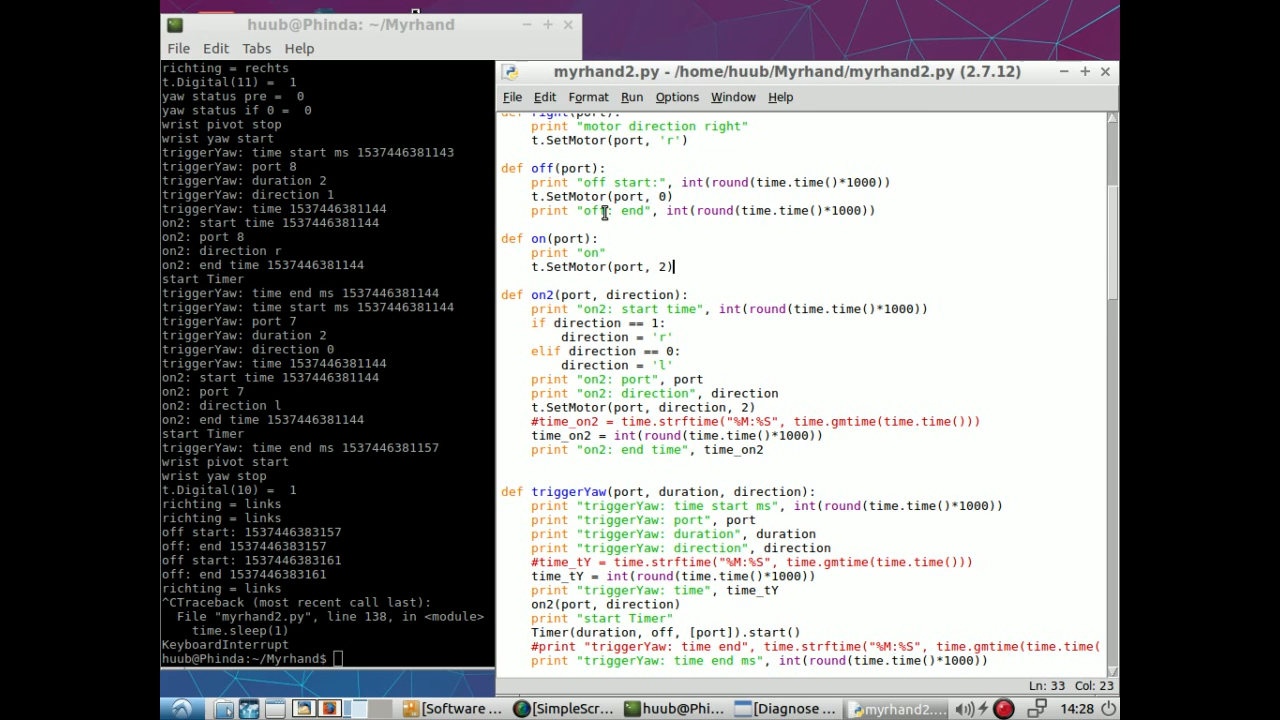 huub@Phinda: ~/Myrhand
File Edit Tabs Help
richting = rechts
t.Digital(11) =  1
yaw status pre =  0
yaw status if 0 =  0
wrist pivot stop
wrist yaw start
triggerYaw: time start ms 1537446381143
triggerYaw: port 8
triggerYaw: duration 2
triggerYaw: direction 1
triggerYaw: time 1537446381144
on2: start time 1537446381144
on2: port 8
on2: direction r
on2: end time 1537446381144
start Timer
triggerYaw: time end ms 1537446381144
triggerYaw: time start ms 1537446381144
triggerYaw: port 7
triggerYaw: duration 2
triggerYaw: direction 0
triggerYaw: time 1537446381144
on2: start time 1537446381144
on2: port 7
on2: direction l
on2: end time 1537446381144
start Timer
triggerYaw: time end ms 1537446381157
wrist pivot start
wrist yaw stop
t.Digital(10) =  1
richting = links
richting = links
off start: 1537446383157
off: end 1537446383157
off start: 1537446383161
off: end 1537446383161
richting = links
^CTraceback (most recent call last):
  File "myrhand2.py", line 138, in <module>
    time.sleep(1)
KeyboardInterrupt
huub@Phinda:~/Myrhand$
myrhand2.py - /home/huub/Myrhand/myrhand2.py (2.7.12)
File Edit Format Run Options Window Help
def right(port):
    print "motor direction right"
    t.SetMotor(port, 'r')
def off(port):
    print "off start:", int(round(time.time()*1000))
    t.SetMotor(port, 0)
    print "off: end", int(round(time.time()*1000))
def on(port):
    print "on"
    t.SetMotor(port, 2)
def on2(port, direction):
    print "on2: start time", int(round(time.time()*1000))
    if direction == 1:
        direction = 'r'
    elif direction == 0:
        direction = 'l'
    print "on2: port", port
    print "on2: direction", direction
    t.SetMotor(port, direction, 2)
    #time_on2 = time.strftime("%M:%S", time.gmtime(time.time()))
    time_on2 = int(round(time.time()*1000))
    print "on2: end time", time_on2
def triggerYaw(port, duration, direction):
    print "triggerYaw: time start ms", int(round(time.time()*1000))
    print "triggerYaw: port", port
    print "triggerYaw: duration", duration
    print "triggerYaw: direction", direction
    #time_tY = time.strftime("%M:%S", time.gmtime(time.time()))
    time_tY = int(round(time.time()*1000))
    print "triggerYaw: time", time_tY
    on2(port, direction)
    print "start Timer"
    Timer(duration, off, [port]).start()
    #print "triggerYaw: time end", time.strftime("%M:%S", time.gmtime(time.time(
    print "triggerYaw: time end ms", int(round(time.time()*1000))
Ln: 33 Col: 23
[Software ... [SimpleScr... huub@Phi... [Diagnose ... myrhand2.... 14:28